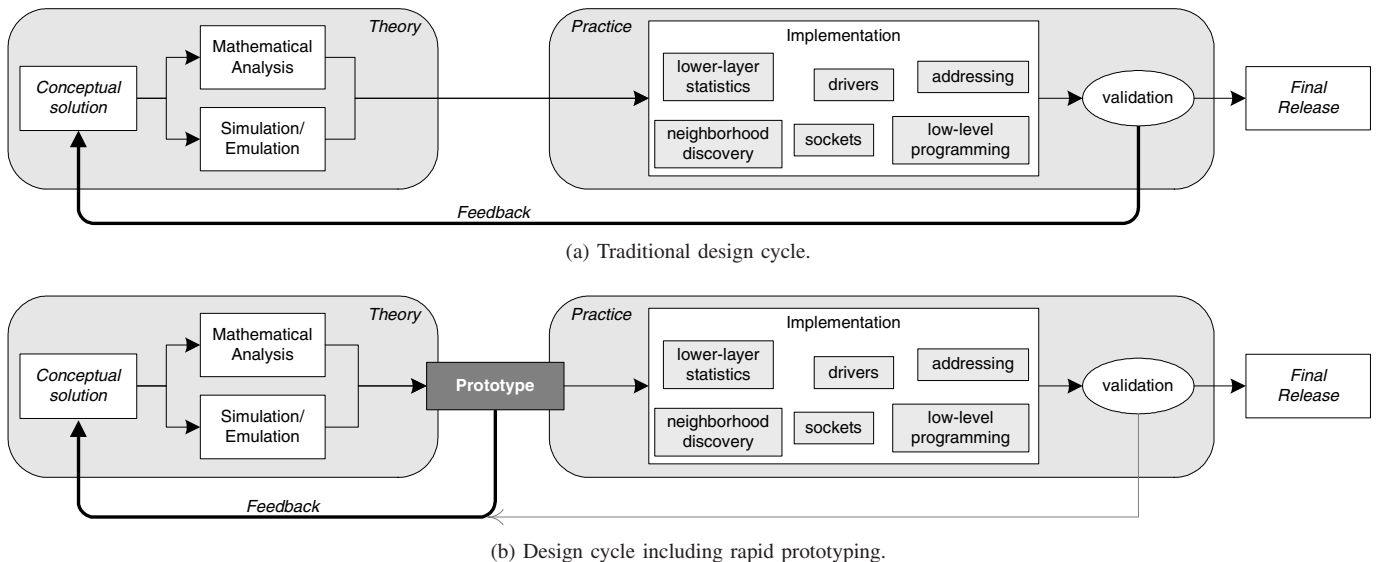 Theory
Conceptual
solution
Mathematical
Analysis
Simulation/
Emulation
Practice
Implementation
lower-layer
statistics
drivers
addressing
neighborhood
discovery
sockets
low-level
programming
validation
Final
Release
Feedback
(a) Traditional design cycle.
Theory
Conceptual
solution
Mathematical
Analysis
Simulation/
Emulation
Prototype
Practice
Implementation
lower-layer
statistics
drivers
addressing
neighborhood
discovery
sockets
low-level
programming
validation
Final
Release
Feedback
(b) Design cycle including rapid prototyping.